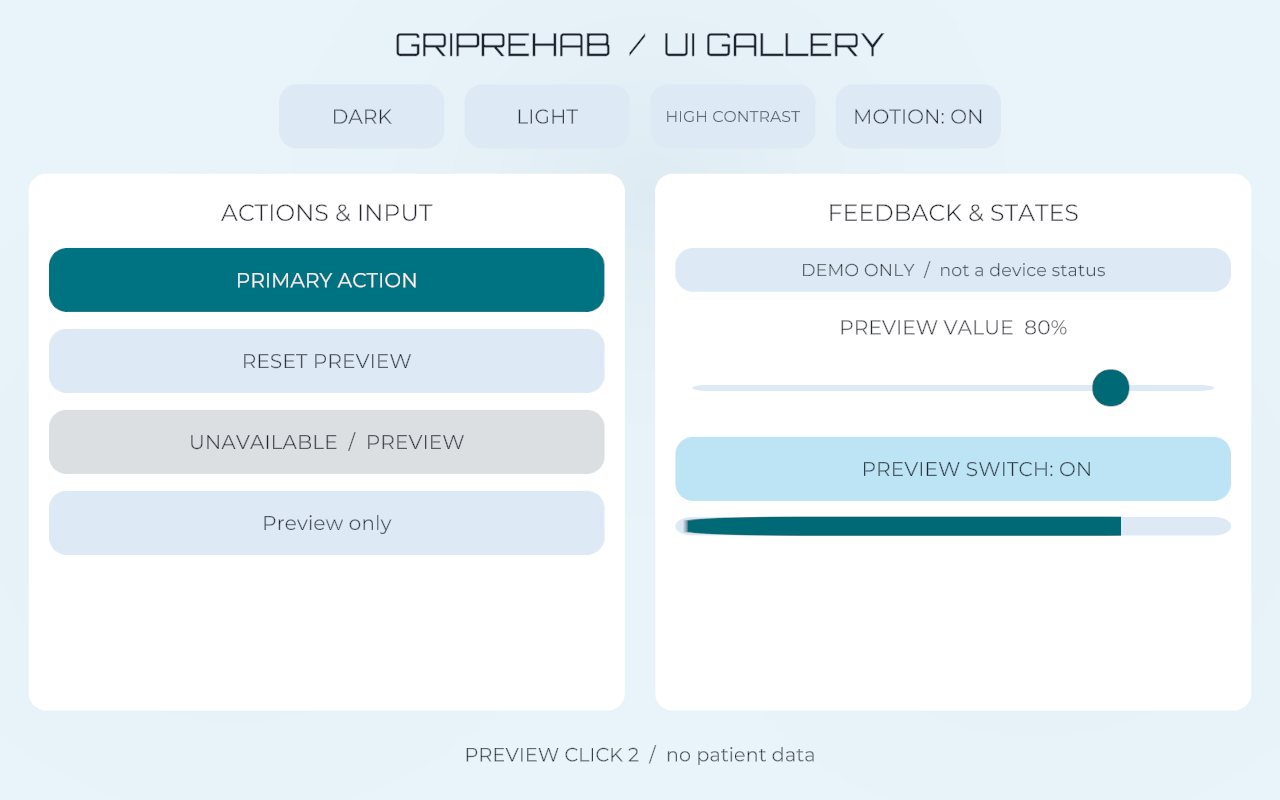 GRIPREHAB / UI GALLERY
DARK
LIGHT
HIGH CONTRAST
MOTION: ON
ACTIONS & INPUT
PRIMARY ACTION
RESET PREVIEW
UNAVAILABLE / PREVIEW
Preview only
FEEDBACK & STATES
DEMO ONLY / not a device status
PREVIEW VALUE 80%
PREVIEW SWITCH: ON
PREVIEW CLICK 2 / no patient data